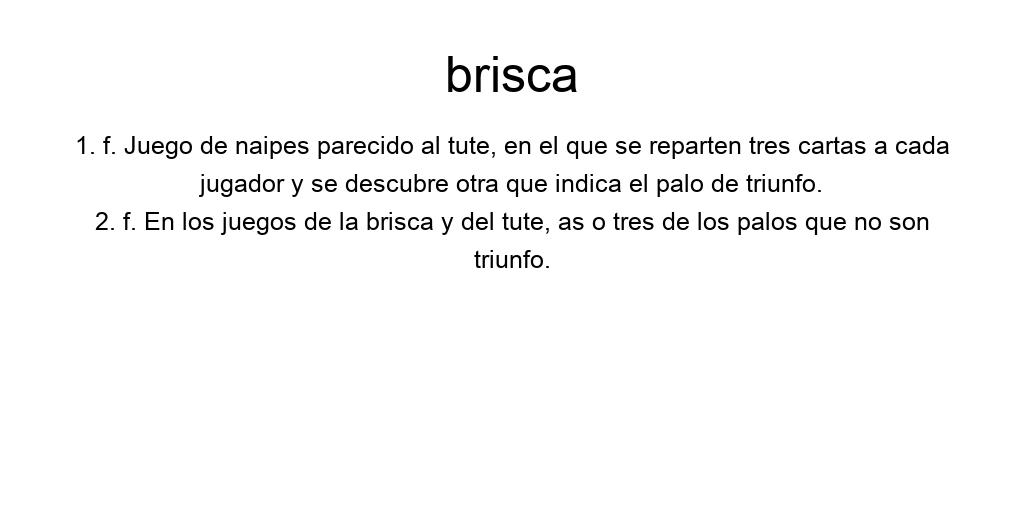 brisca
1. f. Juego de naipes parecido al tute, en el que se reparten tres cartas a cada
jugador y se descubre otra que indica el palo de triunfo.
2. f. En los juegos de la brisca y del tute, as o tres de los palos que no son
triunfo.